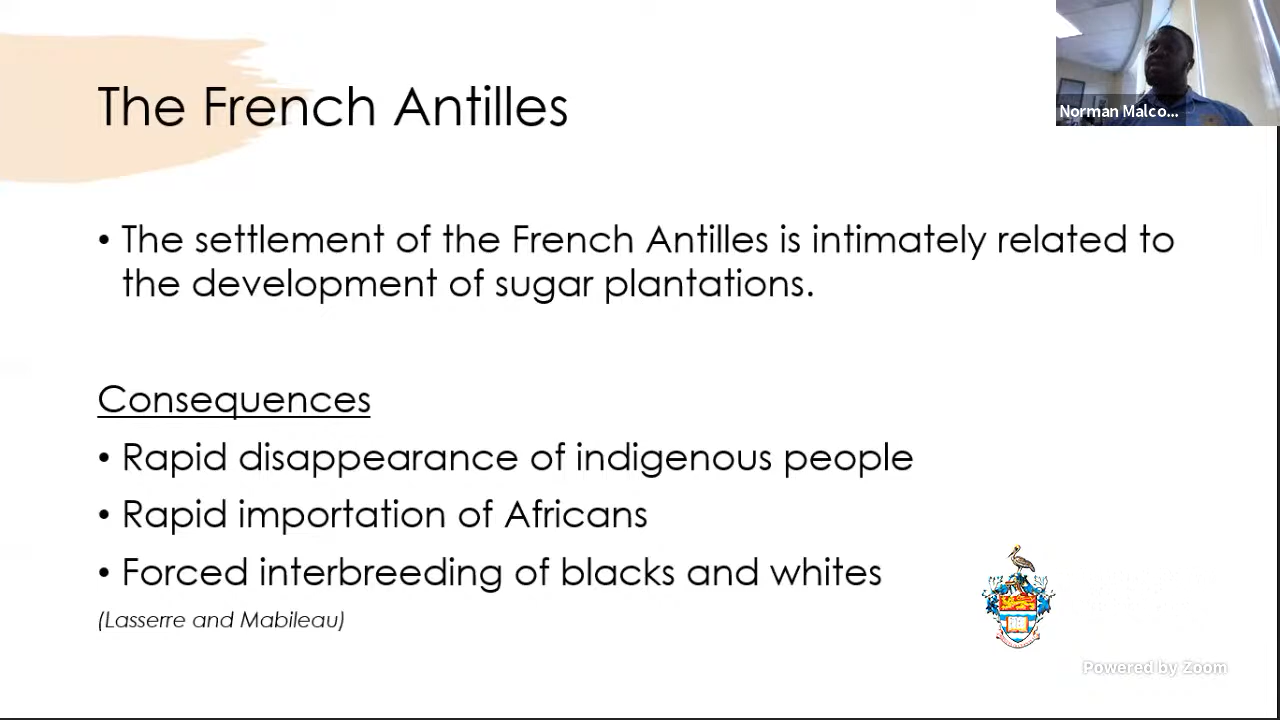 The French Antilles
Norman Malco...
• The settlement of the French Antilles is intimately related to
the development of sugar plantations.
Consequences
• Rapid disappearance of indigenous people
• Rapid importation of Africans
• Forced interbreeding of blacks and whites
(Lasserre and Mabileau)
Powered by Zoom